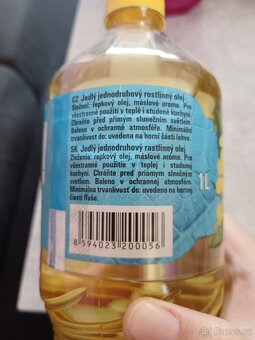 CZ Jedlý jednodruhový rostlinný olej
Složení: řepkový olej, máslové aroma. Pro
všestranné použití v teplé i studené kuchyni.
Chraňte před přímým slunečním světlem.
Baleno v ochranné atmosféře. Minimální
trvanlivost do: uvedena na horní části lahve.
SK Jedlý jednodruhový rastlinný olej
Zloženie: repkový olej, máslové aróma. Pre
všestranné použitie v teplej i studenej
kuchyni. Chráňte pred priamym slnečným
svetlom. Balené v ochrannej atmosfére.
Minimálna trvanlivosť do: uvedené na hornej
časti fľaše.
1L
8 594023 200056